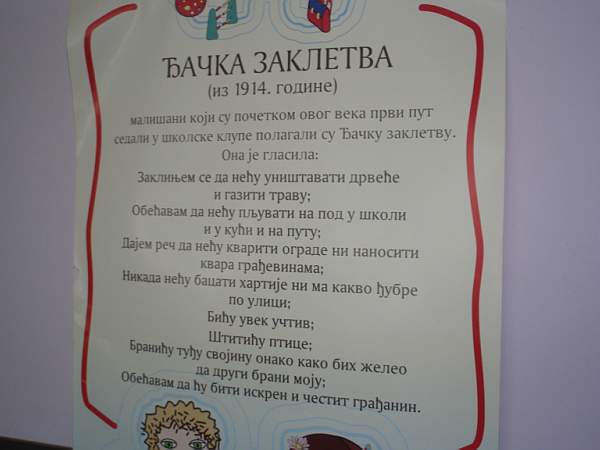 ЂАЧКА ЗАКЛЕТВА
(из 1914. године)
малишани који су почетком овог века први пут
седали у школске клупе полагали су Ђачку заклетву.
Она је гласила:
Заклињем се да нећу уништавати дрвеће
и газити траву;
Обећавам да нећу пљувати на под у школи
и у кући и на путу;
Дајем реч да нећу кварити ограде ни наносити
квара грађевинама;
Никада нећу бацати хартије ни ма какво ђубре
по улици;
Бићу увек учтив;
Штитићу птице;
Бранићу туђу својину онако како бих желео
да други брани моју;
Обећавам да ћу бити искрен и честит грађанин.